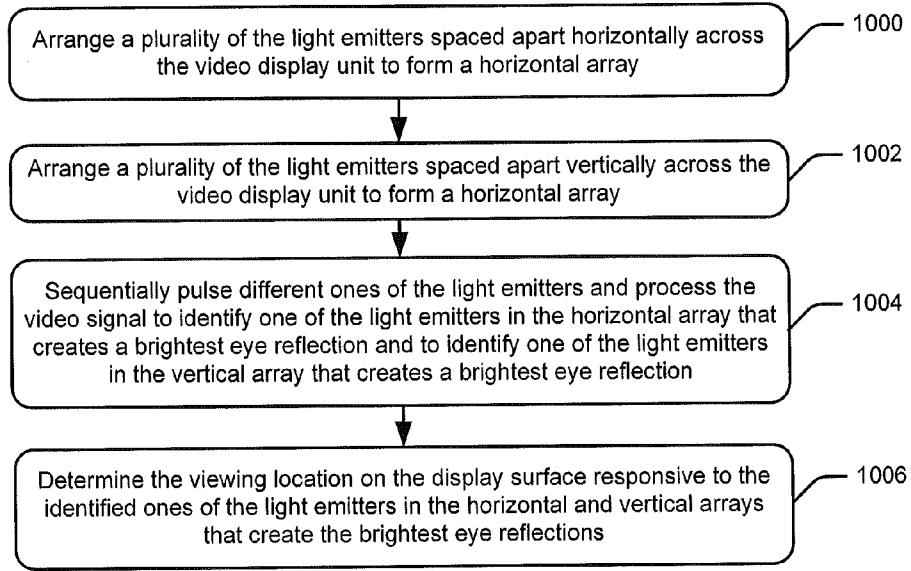 Arrange a plurality of the light emitters spaced apart horizontally across
the video display unit to form a horizontal array
1000
Arrange a plurality of the light emitters spaced apart vertically across the
video display unit to form a horizontal array
1002
Sequentially pulse different ones of the light emitters and process the
video signal to identify one of the light emitters in the horizontal array that
creates a brightest eye reflection and to identify one of the light emitters
in the vertical array that creates a brightest eye reflection
1004
Determine the viewing location on the display surface responsive to the
identified ones of the light emitters in the horizontal and vertical arrays
that create the brightest eye reflections
1006